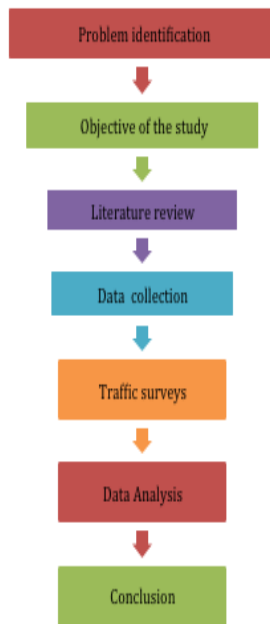 Problem identification
Objective of the study
Literature review
Data collection
Traffic surveys
Data Analysis
Conclusion